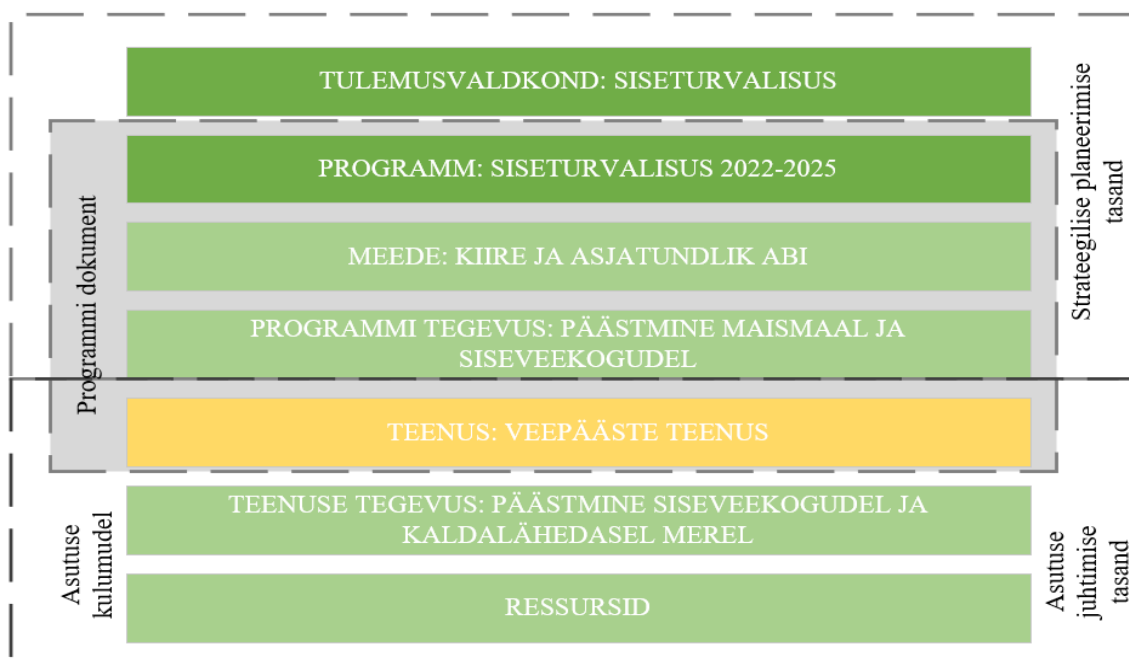 TULEMUSVALDKOND: SISETURVALISUS
PROGRAMM: SISETURVALISUS 2022-2025
MEEDE: KIIRE JA ASJATUNDLIK ABI
PROGRAMMI TEGEVUS: PÄÄSTMINE MAISMAAL JA
SISEVEEKOGUDEL
TEENUS: VEEPÄÄSTE TEENUS
TEENUSE TEGEVUS: PÄÄSTMINE SISEVEEKOGUDEL JA
KALDALÄHEDASEL MEREL
RESSURSID
Programmi dokument
Asutuse
kulumudel
Strateegilise planeerimise
tasand
Asutuse
juhtimise
tasand